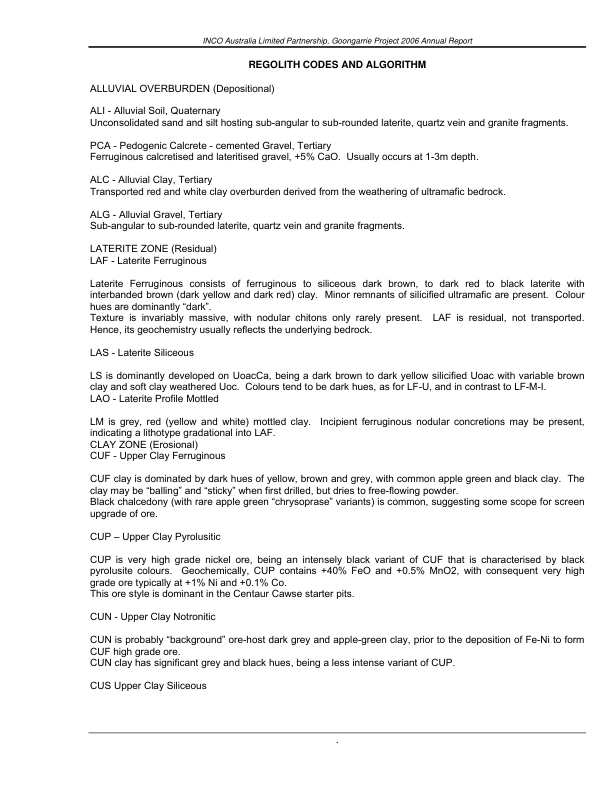 INCO Australia Limited Partnership, Goongarrie Project 2006 Annual Report
REGOLITH CODES AND ALGORITHM
ALLUVIAL OVERBURDEN (Depositional)
ALI - Alluvial Soil, Quaternary
Unconsolidated sand and silt hosting sub-angular to sub-rounded laterite, quartz vein and granite fragments.
PCA - Pedogenic Calcrete - cemented Gravel, Tertiary
Ferruginous calcretised and lateritised gravel, +5% CaO. Usually occurs at 1-3m depth.
ALC - Alluvial Clay, Tertiary
Transported red and white clay overburden derived from the weathering of ultramafic bedrock.
ALG - Alluvial Gravel, Tertiary
Sub-angular to sub-rounded laterite, quartz vein and granite fragments.
LATERITE ZONE (Residual)
LAF - Laterite Ferruginous
Laterite Ferruginous consists of ferruginous to siliceous dark brown, to dark red to black laterite with
interbanded brown (dark yellow and dark red) clay. Minor remnants of silicified ultramafic are present. Colour
hues are dominantly “dark”.
Texture is invariably massive, with nodular chitons only rarely present. LAF is residual, not transported.
Hence, its geochemistry usually reflects the underlying bedrock.
LAS - Laterite Siliceous
LS is dominantly developed on UoacCa, being a dark brown to dark yellow silicified Uoac with variable brown
clay and soft clay weathered Uoc. Colours tend to be dark hues, as for LF-U, and in contrast to LF-M-I.
LAO - Laterite Profile Mottled
LM is grey, red (yellow and white) mottled clay. Incipient ferruginous nodular concretions may be present,
indicating a lithotype gradational into LAF.
CLAY ZONE (Erosional)
CUF - Upper Clay Ferruginous
CUF clay is dominated by dark hues of yellow, brown and grey, with common apple green and black clay. The
clay may be “balling” and “sticky” when first drilled, but dries to free-flowing powder.
Black chalcedony (with rare apple green “chrysoprase” variants) is common, suggesting some scope for screen
upgrade of ore.
CUP – Upper Clay Pyrolusitic
CUP is very high grade nickel ore, being an intensely black variant of CUF that is characterised by black
pyrolusite colours. Geochemically, CUP contains +40% FeO and +0.5% MnO2, with consequent very high
grade ore typically at +1% Ni and +0.1% Co.
This ore style is dominant in the Centaur Cawse starter pits.
CUN - Upper Clay Notronitic
CUN is probably “background” ore-host dark grey and apple-green clay, prior to the deposition of Fe-Ni to form
CUF high grade ore.
CUN clay has significant grey and black hues, being a less intense variant of CUP.
CUS Upper Clay Siliceous
.